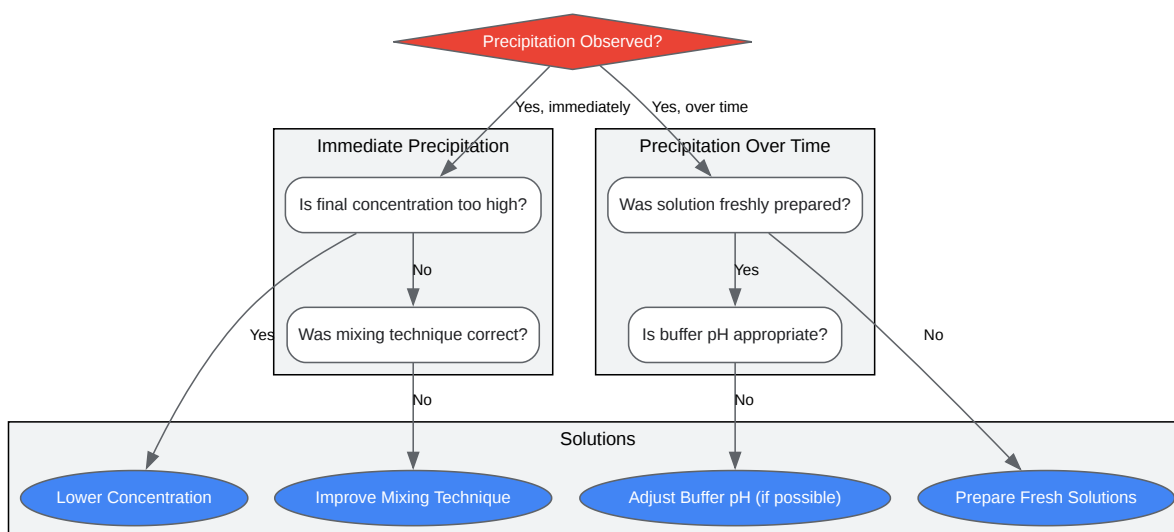 Precipitation Observed?
Yes, immediately
Yes, over time
Immediate Precipitation
Precipitation Over Time
Is final concentration too high?
Was solution freshly prepared?
No
Yes
Yes
Was mixing technique correct?
Is buffer pH appropriate?
No
No
No
Solutions
Lower Concentration
Improve Mixing Technique
Adjust Buffer pH (if possible)
Prepare Fresh Solutions